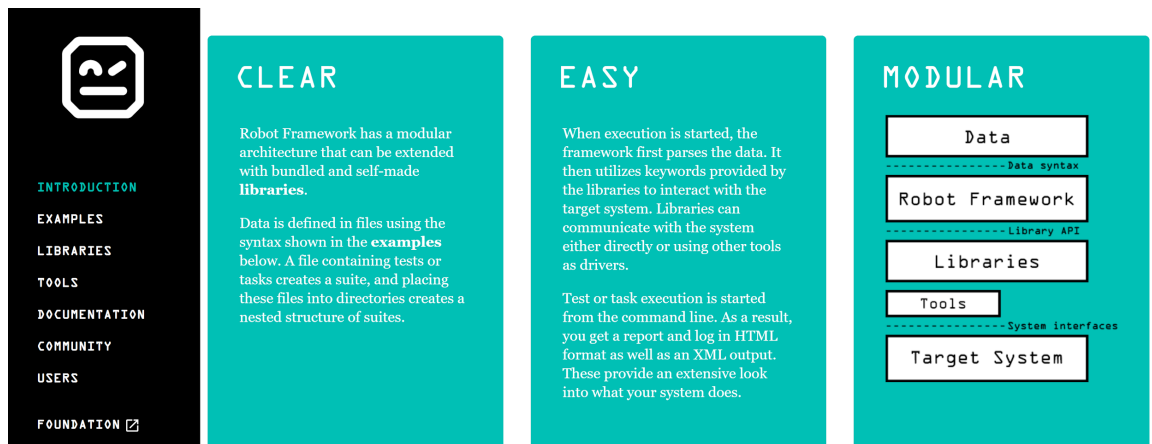 INTRODUCTION
EXAMPLES
LIBRARIES
TOOLS
DOCUMENTATION
COMMUNITY
USERS
FOUNDATION
CLEAR
Robot Framework has a modular
architecture that can be extended
with bundled and self-made
libraries.
Data is defined in files using the
syntax shown in the examples
below. A file containing tests or
tasks creates a suite, and placing
these files into directories creates a
nested structure of suites.
EASY
When execution is started, the
framework first parses the data. It
then utilizes keywords provided by
the libraries to interact with the
target system. Libraries can
communicate with the system
either directly or using other tools
as drivers.
Test or task execution is started
from the command line. As a result,
you get a report and log in HTML
format as well as an XML output.
These provide an extensive look
into what your system does.
MODULAR
Data
Data syntax
Robot Framework
Library API
Libraries
Tools
System interfaces
Target System